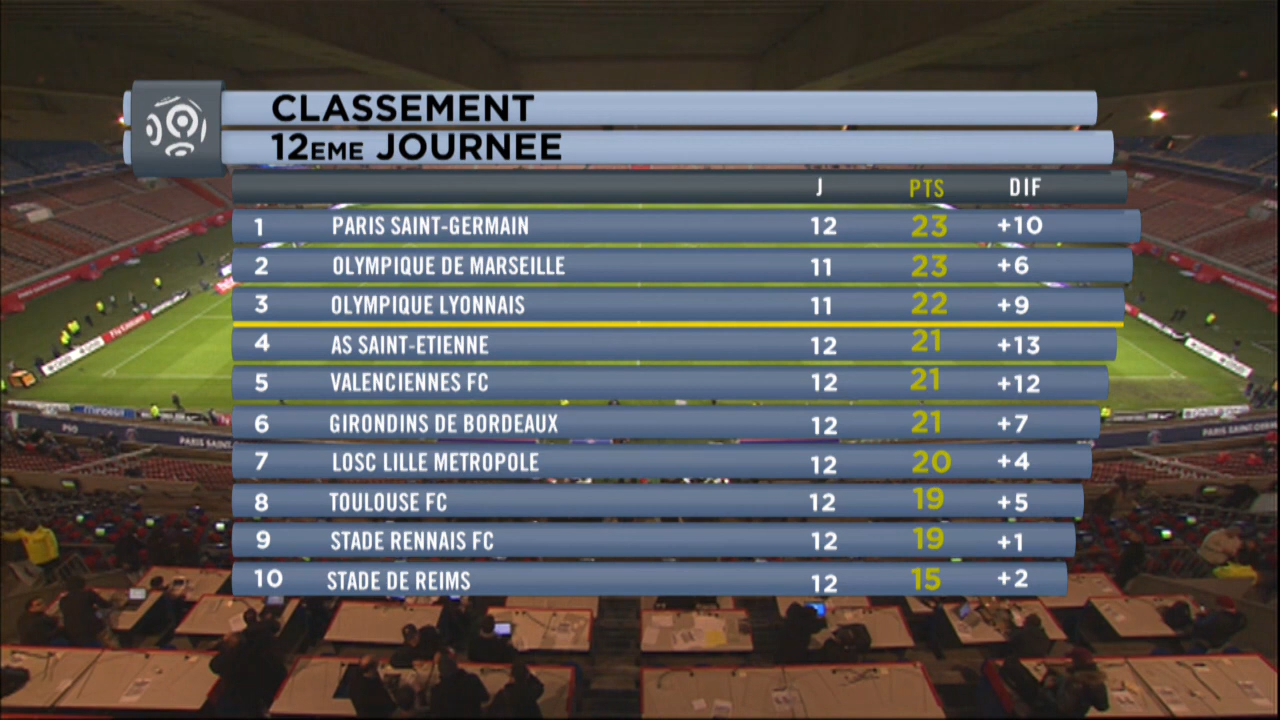 CLASSEMENT
12EME JOURNEE
J PTS DIF
1 PARIS SAINT-GERMAIN 12 23 +10
2 OLYMPIQUE DE MARSEILLE 11 23 +6
3 OLYMPIQUE LYONNAIS 11 22 +9
4 AS SAINT-ETIENNE 12 21 +13
5 VALENCIENNES FC 12 21 +12
6 GIRONDINS DE BORDEAUX 12 21 +7
7 LOSC LILLE METROPOLE 12 20 +4
8 TOULOUSE FC 12 19 +5
9 STADE RENNAIS FC 12 19 +1
10 STADE DE REIMS 12 15 +2